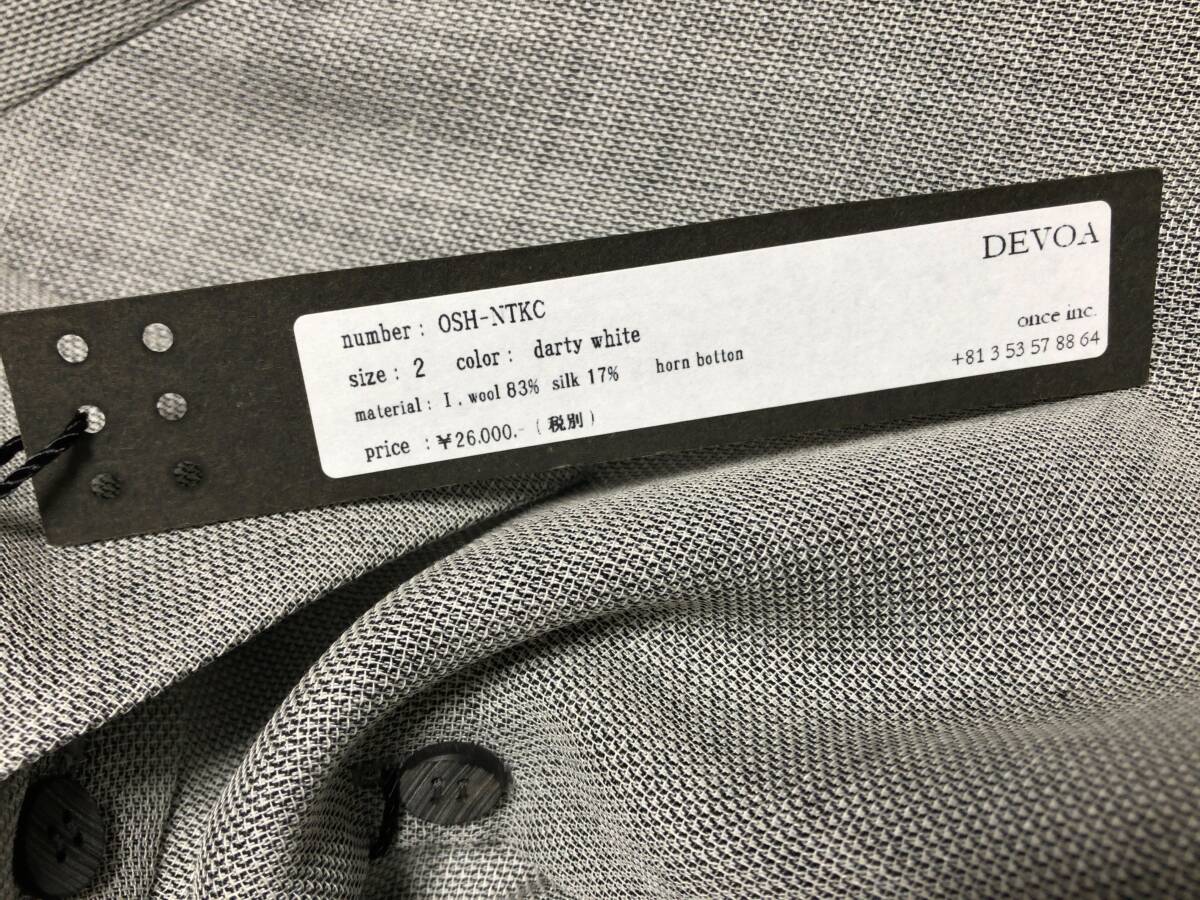 DEVOA
number : OSH-NTKC
size : 2 color : darty white
material : I . wool 83% silk 17% horn botton
price : ¥26.000.- ( 税別 )
once inc.
+81 3 53 57 88 64